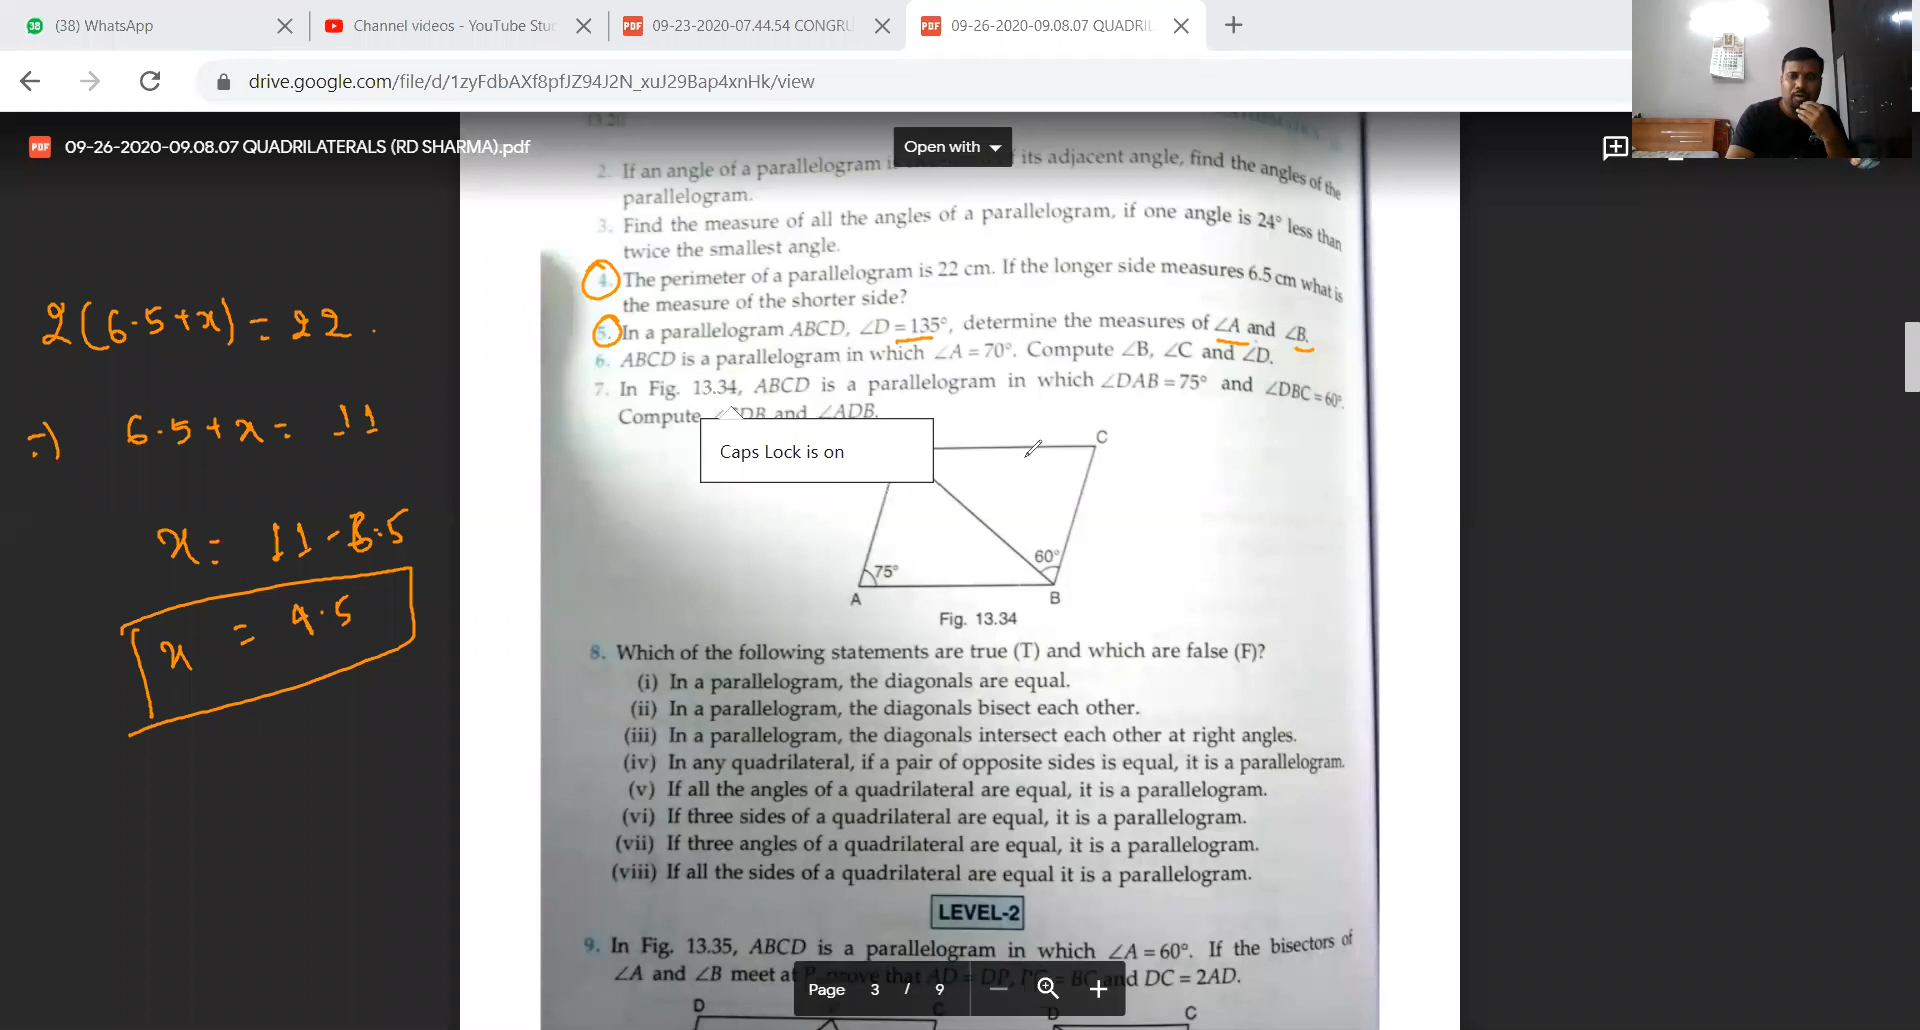 (38) WhatsApp
Channel videos - YouTube Stu
PDF 09-23-2020-07.44.54 CONGRU
PDF 09-26-2020-09.08.07 QUADRIL
drive.google.com/file/d/1zyFdbAXf8pfJZ94J2N_xuJ29Bap4xnHk/view
PDF 09-26-2020-09.08.07 QUADRILATERALS (RD SHARMA).pdf
Open with
2. If an angle of a parallelogram its adjacent angle, find the angles of the
parallelogram.
3. Find the measure of all the angles of a parallelogram, if one angle is 24° less than
twice the smallest angle.
4. The perimeter of a parallelogram is 22 cm. If the longer side measures 6.5 cm what is
the measure of the shorter side?
5. In a parallelogram ABCD, ∠D = 135°, determine the measures of ∠A and ∠B.
6. ABCD is a parallelogram in which ∠A = 70°. Compute ∠B, ∠C and ∠D.
7. In Fig. 13.34, ABCD is a parallelogram in which ∠DAB = 75° and ∠DBC = 60°.
Compute and ∠ADB.
Caps Lock is on
C
60°
75°
A
B
Fig. 13.34
2(6.5+x) = 22.
⇒) 6.5+x = 11
x = 11-6.5
x = 4.5
8. Which of the following statements are true (T) and which are false (F)?
(i) In a parallelogram, the diagonals are equal.
(ii) In a parallelogram, the diagonals bisect each other.
(iii) In a parallelogram, the diagonals intersect each other at right angles.
(iv) In any quadrilateral, if a pair of opposite sides is equal, it is a parallelogram.
(v) If all the angles of a quadrilateral are equal, it is a parallelogram.
(vi) If three sides of a quadrilateral are equal, it is a parallelogram.
(vii) If three angles of a quadrilateral are equal, it is a parallelogram.
(viii) If all the sides of a quadrilateral are equal it is a parallelogram.
LEVEL-2
9. In Fig. 13.35, ABCD is a parallelogram in which ∠A = 60°. If the bisectors of
∠A and ∠B meet at P, prove that AD = DP, PC = BC and DC = 2AD.
Page 3 / 9
D
C
D
C